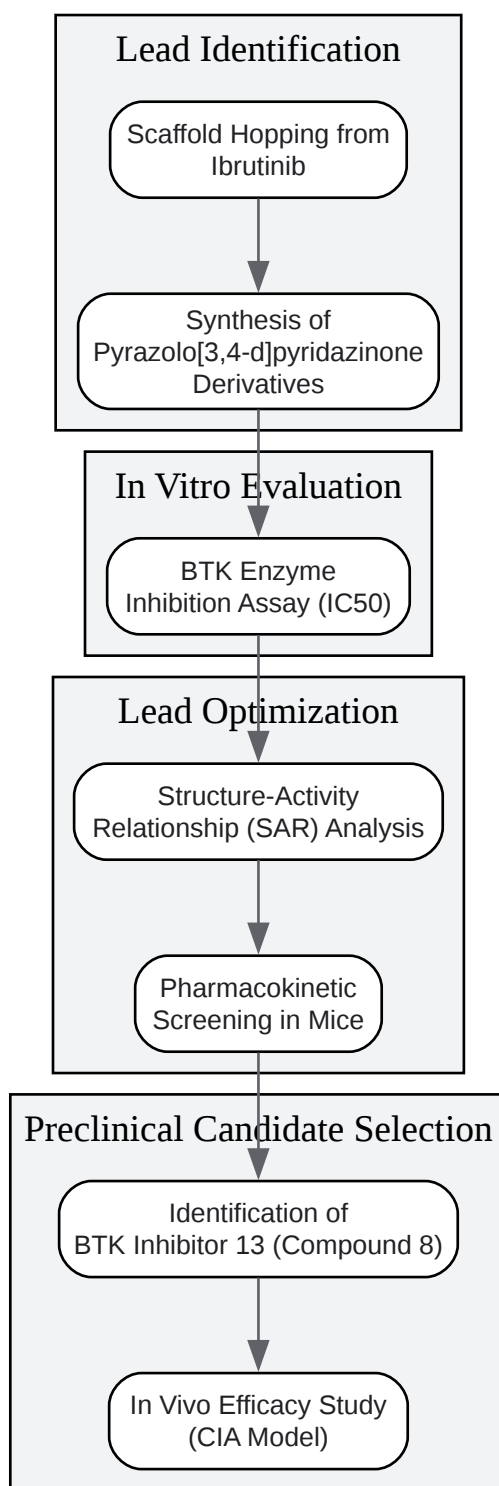 Lead Identification
Scaffold Hopping from
Ibrutinib
Synthesis of
Pyrazolo[3,4-d]pyridazinone
Derivatives
In Vitro Evaluation
BTK Enzyme
Inhibition Assay (IC50)
Lead Optimization
Structure-Activity
Relationship (SAR) Analysis
Pharmacokinetic
Screening in Mice
Preclinical Candidate Selection
Identification of
BTK Inhibitor 13 (Compound 8)
In Vivo Efficacy Study
(CIA Model)